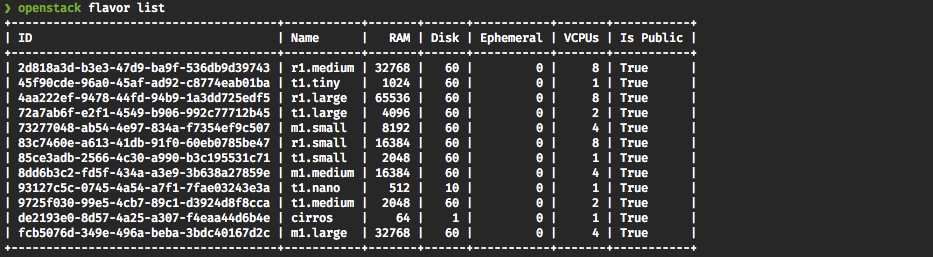 ❯ openstack flavor list
+--------------------------------------+-----------+-------+------+-----------+-------+-----------+
| ID                                   | Name      |   RAM | Disk | Ephemeral | VCPUs | Is Public |
+--------------------------------------+-----------+-------+------+-----------+-------+-----------+
| 2d818a3d-b3e3-47d9-ba9f-536db9d39743 | r1.medium | 32768 |   60 |         0 |     8 | True      |
| 45f90cde-96a0-45af-ad92-c8774eab01ba | t1.tiny   |  1024 |   60 |         0 |     1 | True      |
| 4aa222ef-9478-44fd-94b9-1a3dd725edf5 | r1.large  | 65536 |   60 |         0 |     8 | True      |
| 72a7ab6f-e2f1-4549-b906-992c77712b45 | t1.large  |  4096 |   60 |         0 |     2 | True      |
| 73277048-ab54-4e97-834a-f7354ef9c507 | m1.small  |  8192 |   60 |         0 |     4 | True      |
| 83c7460e-a613-41db-91f0-60eb0785be47 | r1.small  | 16384 |   60 |         0 |     8 | True      |
| 85ce3adb-2566-4c30-a990-b3c195531c71 | t1.small  |  2048 |   60 |         0 |     1 | True      |
| 8dd6b3c2-fd5f-434a-a3e9-3b638a27859e | m1.medium | 16384 |   60 |         0 |     4 | True      |
| 93127c5c-0745-4a54-a7f1-7fae03243e3a | t1.nano   |   512 |   10 |         0 |     1 | True      |
| 9725f030-99e5-4cb7-89c1-d3924d8f8cca | t1.medium |  2048 |   60 |         0 |     2 | True      |
| de2193e0-8d57-4a25-a307-f4eaa44d6b4e | cirros    |    64 |    1 |         0 |     1 | True      |
| fcb5076d-349e-496a-beba-3bdc40167d2c | m1.large  | 32768 |   60 |         0 |     4 | True      |
+--------------------------------------+-----------+-------+------+-----------+-------+-----------+